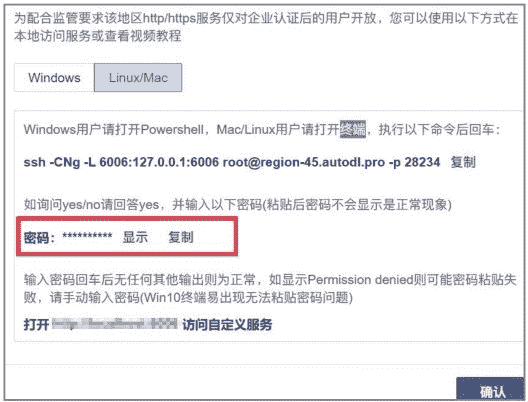 为配合监管要求该地区http/https服务仅对企业认证后的用户开放，您可以使用以下方式在
本地访问服务或查看视频教程
Windows Linux/Mac
Windows用户请打开Powershell，Mac/Linux用户请打开终端，执行以下命令后回车：
ssh -CNg -L 6006:127.0.0.1:6006 root@region-45.autodl.pro -p 28234 复制
如询问yes/no请回答yes，并输入以下密码(粘贴后密码不会显示是正常现象)
密码：********** 显示 复制
输入密码回车后无任何其他输出则为正常，如显示Permission denied则可能密码粘贴失
败，请手动输入密码(Win10终端易出现无法粘贴密码问题)
打开 访问自定义服务
确认